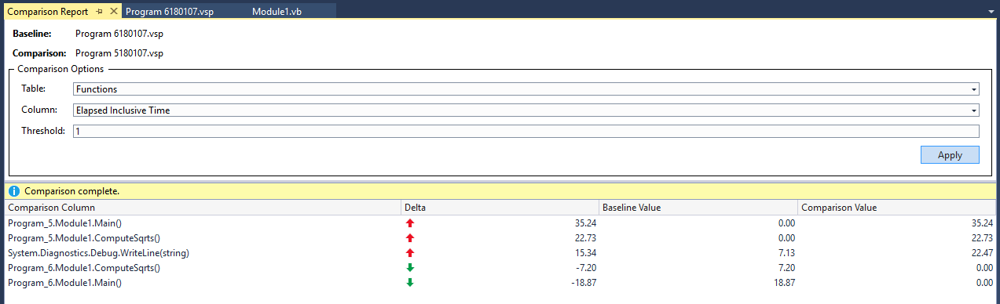 Comparison Report Program 6180107.vsp Module1.vb
Baseline: Program 6180107.vsp
Comparison: Program 5180107.vsp
Comparison Options
Table: Functions
Column: Elapsed Inclusive Time
Threshold: 1
Apply
Comparison complete.
Comparison Column Delta Baseline Value Comparison Value
Program_5.Module1.Main() 35.24 0.00 35.24
Program_5.Module1.ComputeSqrts() 22.73 0.00 22.73
System.Diagnostics.Debug.WriteLine(string) 15.34 7.13 22.47
Program_6.Module1.ComputeSqrts() -7.20 7.20 0.00
Program_6.Module1.Main() -18.87 18.87 0.00